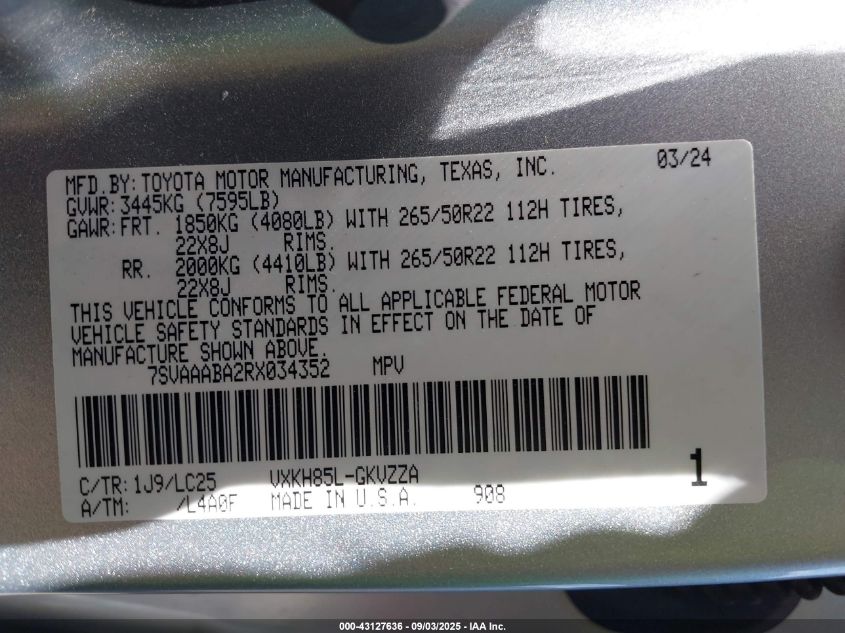 MFD.BY: TOYOTA MOTOR MANUFACTURING, TEXAS, INC. 03/24
GVWR: 3445KG (7595LB)
GAWR: FRT. 1850KG (4080LB) WITH 265/50R22 112H TIRES,
22X8J RIMS.
RR. 2000KG (4410LB) WITH 265/50R22 112H TIRES,
22X8J RIMS.
THIS VEHICLE CONFORMS TO ALL APPLICABLE FEDERAL MOTOR
VEHICLE SAFETY STANDARDS IN EFFECT ON THE DATE OF
MANUFACTURE SHOWN ABOVE.
7SVAAABA2RX034352 MPV
C/TR: 1J9/LC25 VXKH85L-GKVZZA 1
A/TM: /L4A0F MADE IN U.S.A. 908
000-43127636 - 09/03/2025 - IAA Inc.